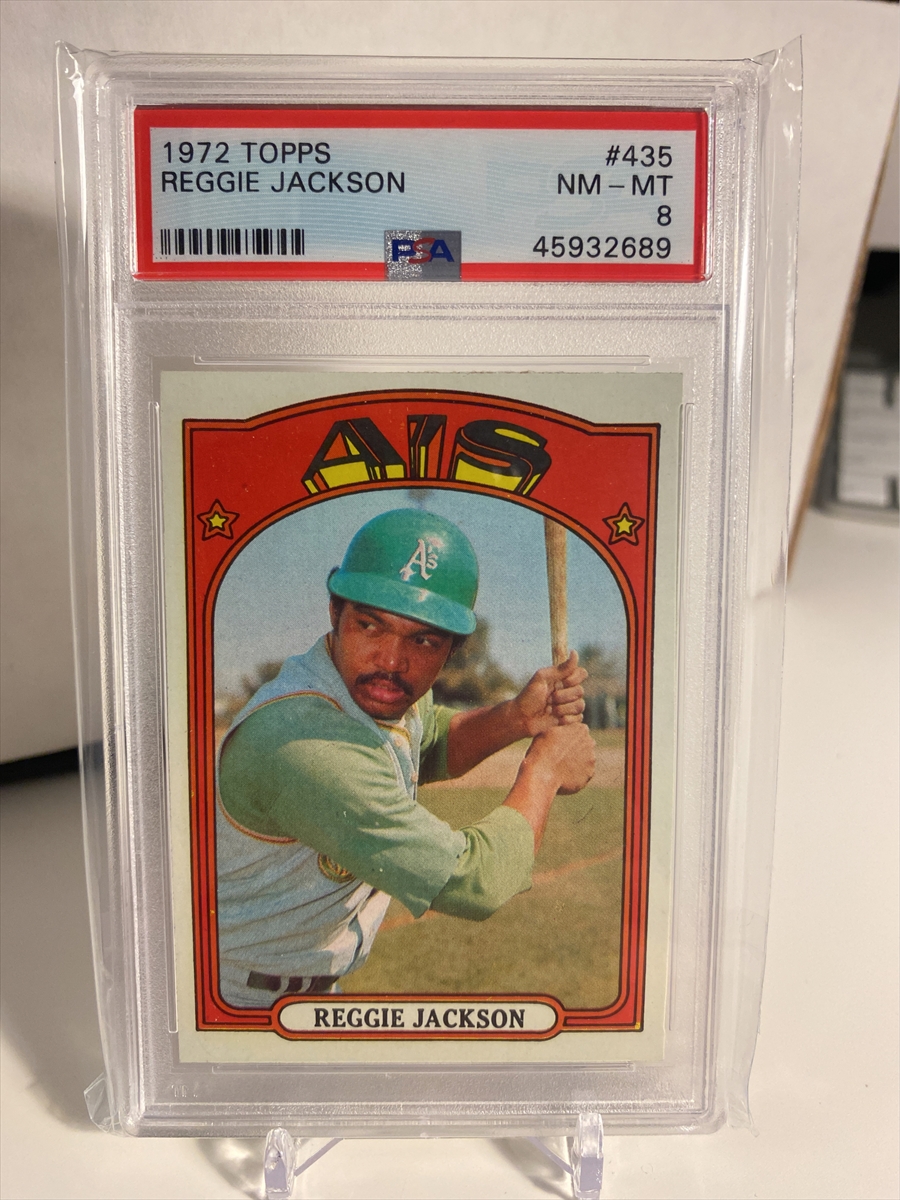 1972 TOPPS
#435
REGGIE JACKSON
NM - MT
8
PSA
45932689
A'S
A's
REGGIE JACKSON